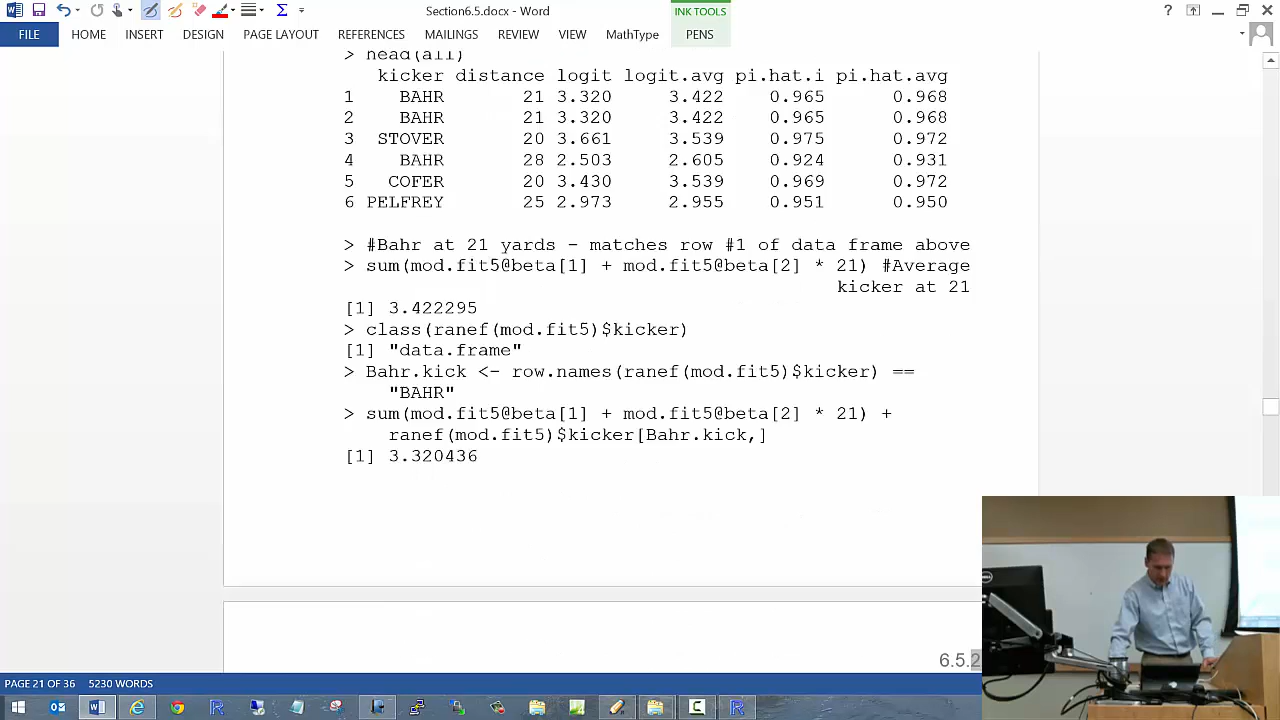 Section6.5.docx - Word
INK TOOLS
FILE HOME INSERT DESIGN PAGE LAYOUT REFERENCES MAILINGS REVIEW VIEW MathType PENS
> head(all)
kicker distance logit logit.avg pi.hat.i pi.hat.avg
1 BAHR 21 3.320 3.422 0.965 0.968
2 BAHR 21 3.320 3.422 0.965 0.968
3 STOVER 20 3.661 3.539 0.975 0.972
4 BAHR 28 2.503 2.605 0.924 0.931
5 COFER 20 3.430 3.539 0.969 0.972
6 PELFREY 25 2.973 2.955 0.951 0.950
> #Bahr at 21 yards – matches row #1 of data frame above
> sum(mod.fit5@beta[1] + mod.fit5@beta[2] * 21) #Average
kicker at 21
[1] 3.422295
> class(ranef(mod.fit5)$kicker)
[1] "data.frame"
> Bahr.kick <- row.names(ranef(mod.fit5)$kicker) ==
"BAHR"
> sum(mod.fit5@beta[1] + mod.fit5@beta[2] * 21) +
ranef(mod.fit5)$kicker[Bahr.kick,]
[1] 3.320436
6.5.2
PAGE 21 OF 36 5230 WORDS